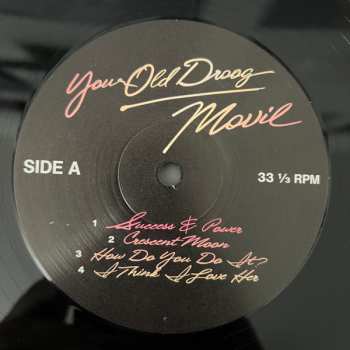 Your Old Droog
Movil
SIDE A
33 ⅓ RPM
1 Success & Power
2 Crescent Moon
3 How Do You Do It?
4 I Think I Love Her